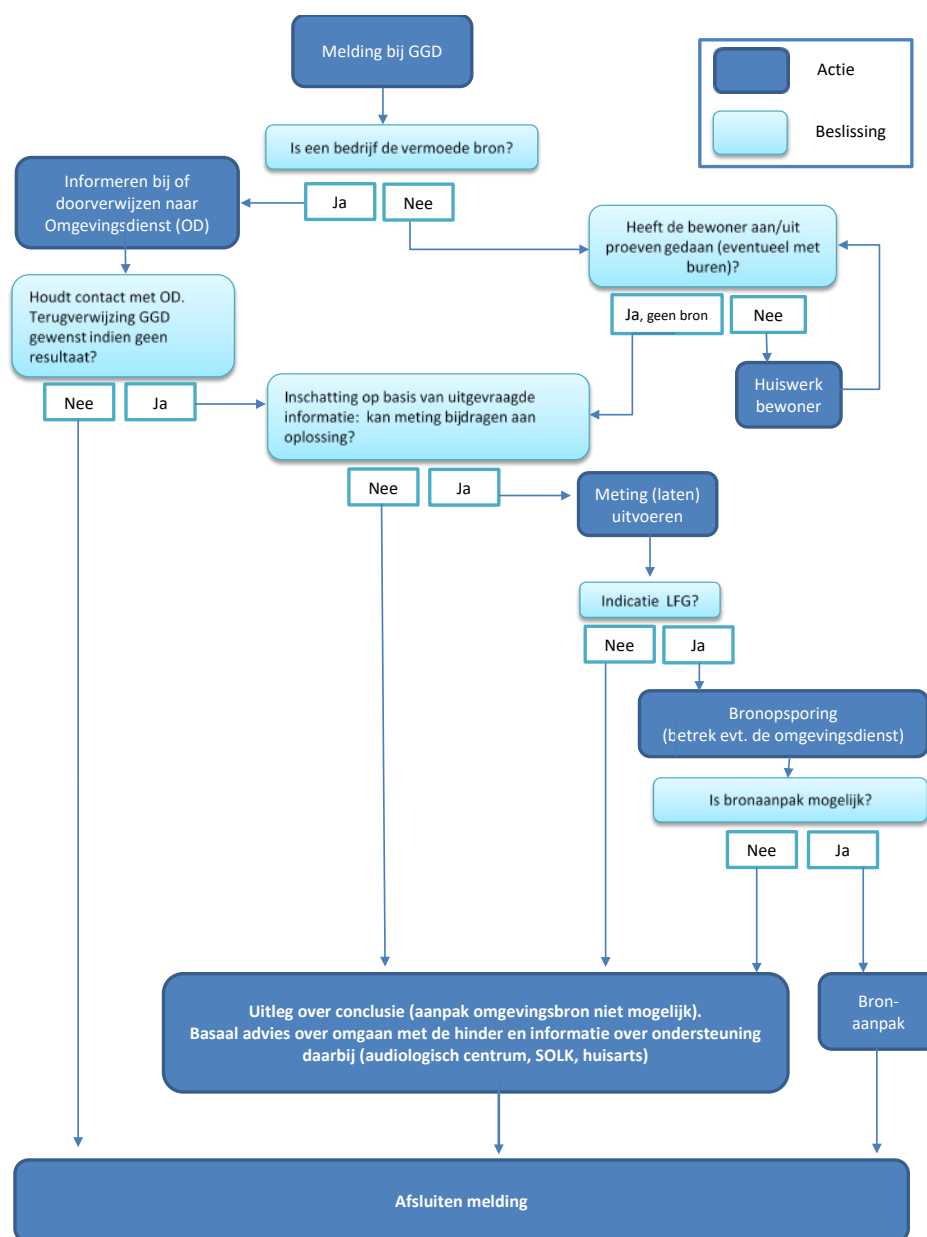 Melding bij GGD
Actie
Beslissing
Is een bedrijf de vermoede bron?
Ja
Nee
Informeren bij of
doorverwijzen naar
Omgevingsdienst (OD)
Heeft de bewoner aan/uit
proeven gedaan (eventueel met
buren)?
Houdt contact met OD.
Terugverwijzing GGD
gewenst indien geen
resultaat?
Ja, geen bron
Nee
Huiswerk
bewoner
Nee
Ja
Inschatting op basis van uitgevraagde
informatie: kan meting bijdragen aan
oplossing?
Nee
Ja
Meting (laten)
uitvoeren
Indicatie LFG?
Nee
Ja
Bronopsporing
(betrek evt. de omgevingsdienst)
Is bronaanpak mogelijk?
Nee
Ja
Uitleg over conclusie (aanpak omgevingsbron niet mogelijk).
Basaal advies over omgaan met de hinder en informatie over ondersteuning
daarbij (audiologisch centrum, SOLK, huisarts)
Bron-
aanpak
Afsluiten melding